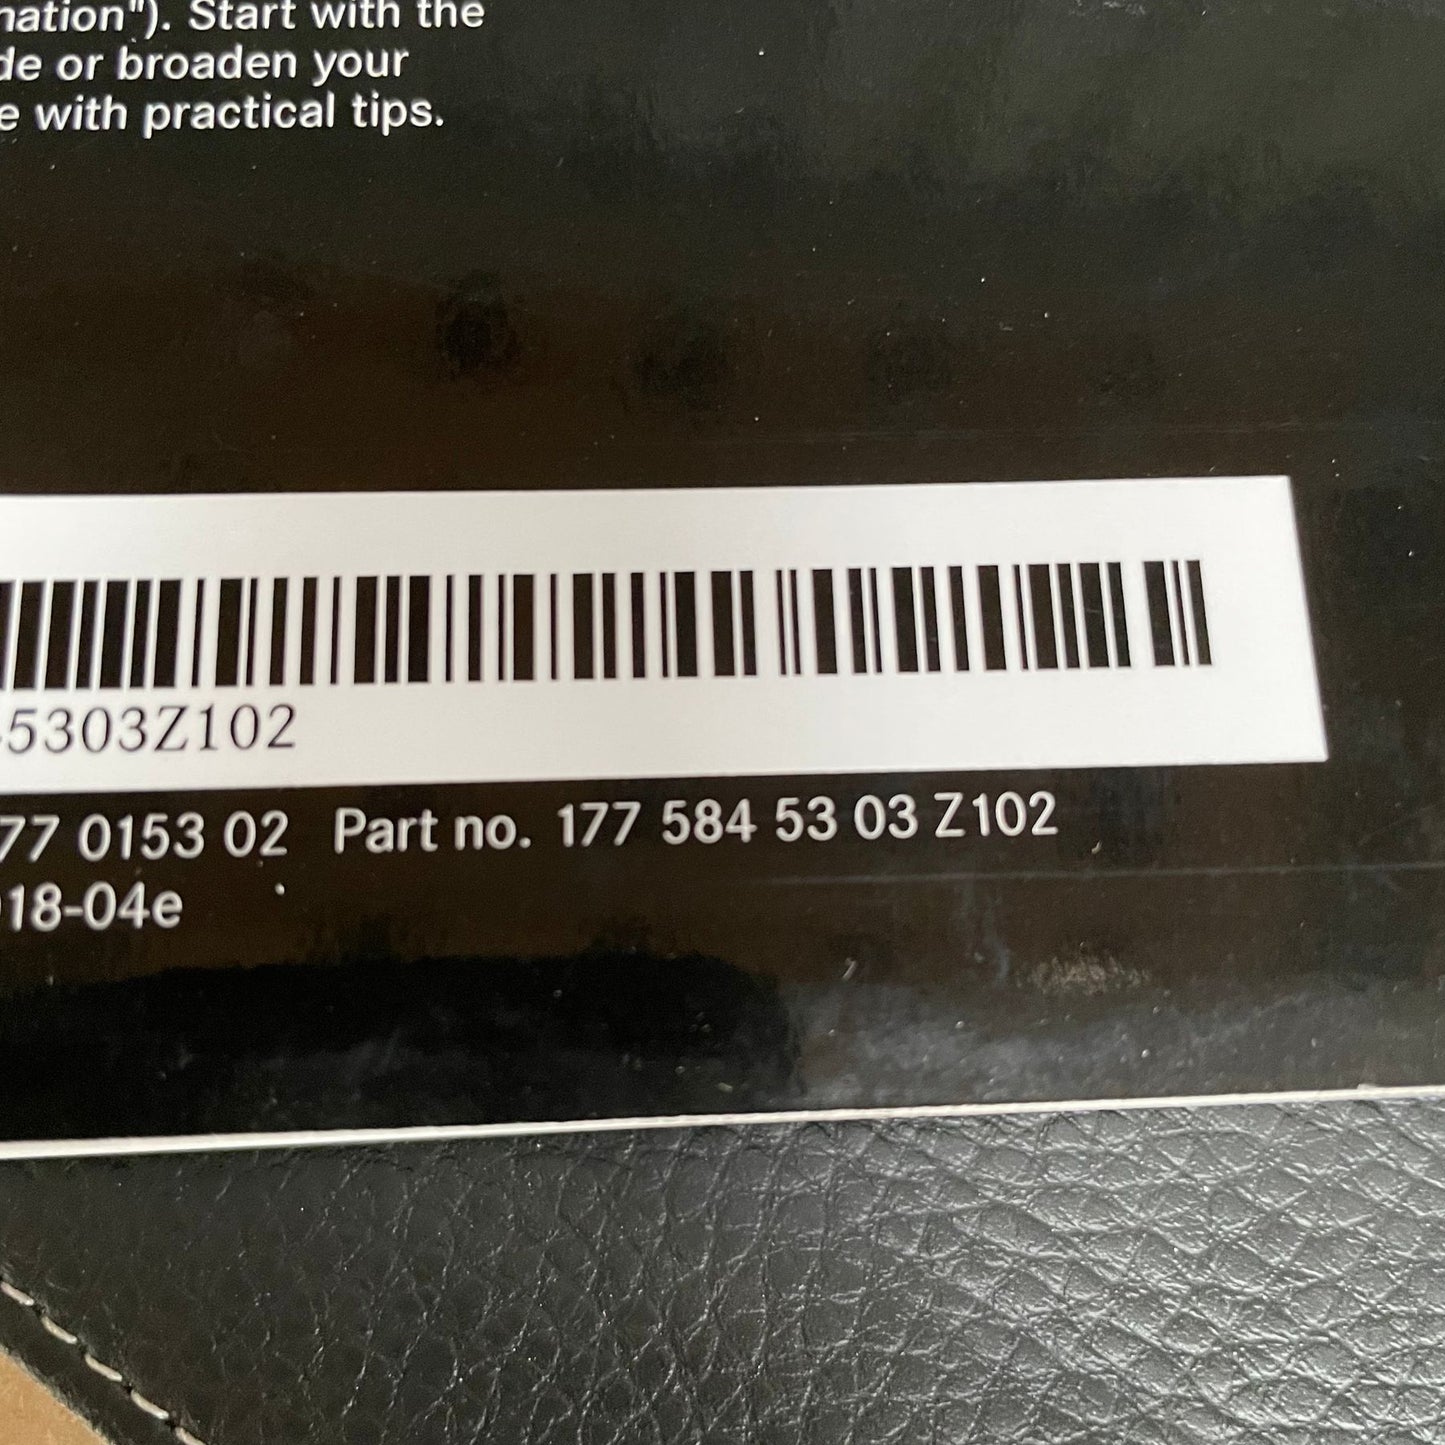 nation"). Start with the
de or broaden your
e with practical tips.
45303Z102
77 0153 02 Part no. 177 584 53 03 Z102
018-04e